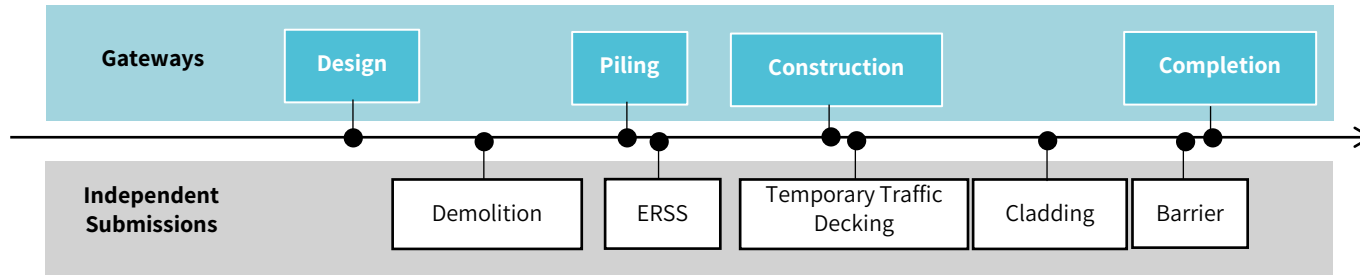 Gateways
Design
Piling
Construction
Completion
Independent
Submissions
Demolition
ERSS
Temporary Traffic
Decking
Cladding
Barrier